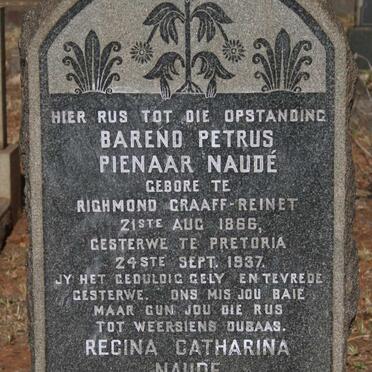 HIER RUS TOT DIE OPSTANDING
BAREND PETRUS
PIENAAR NAUDÉ
GEBORE TE
RICHMOND GRAAFF-REINET
21STE AUG 1866,
GESTERWE TE PRETORIA
24STE SEPT. 1937.
JY HET GEDULDIG GELY EN TEVREDE
GESTERWE. ONS MIS JOU BAIE
MAAR GUN JOU DIE RUS
TOT WEERSIENS OUBAAS.
REGINA CATHARINA
NAUDE